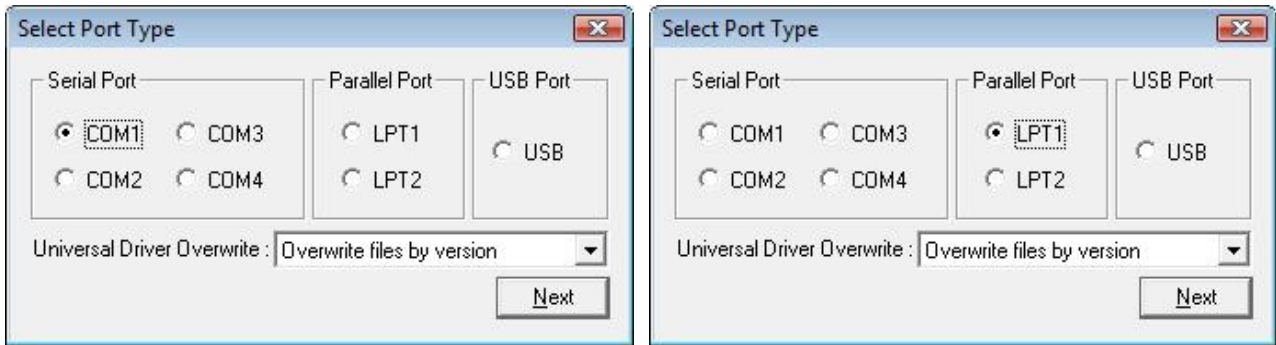 Select Port Type
Serial Port
COM1 COM3
COM2 COM4
Parallel Port
LPT1
LPT2
USB Port
USB
Universal Driver Overwrite : Overwrite files by version
Next
Select Port Type
Serial Port
COM1 COM3
COM2 COM4
Parallel Port
LPT1
LPT2
USB Port
USB
Universal Driver Overwrite : Overwrite files by version
Next